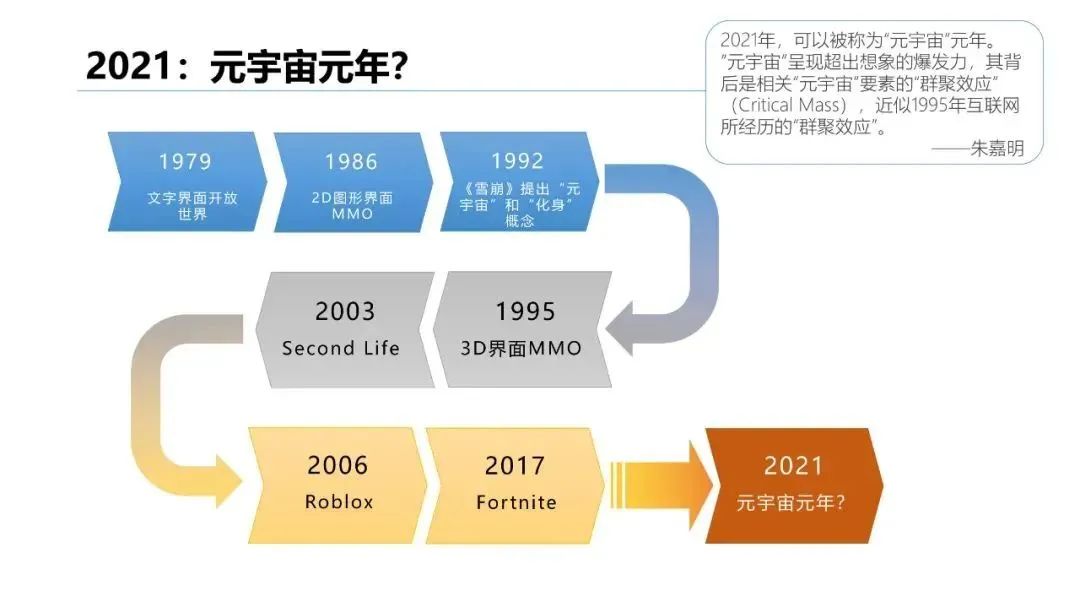 2021：元宇宙元年？
2021年，可以被称为“元宇宙”元年。
”元宇宙”呈现超出想象的爆发力，其背
后是相关“元宇宙”要素的“群聚效应”
（Critical Mass），近似1995年互联网
所经历的“群聚效应”。
——朱嘉明
1979
文字界面开放
世界
1986
2D图形界面
MMO
1992
《雪崩》提出“元
宇宙”和“化身”
概念
1995
3D界面MMO
2003
Second Life
2006
Roblox
2017
Fortnite
2021
元宇宙元年？